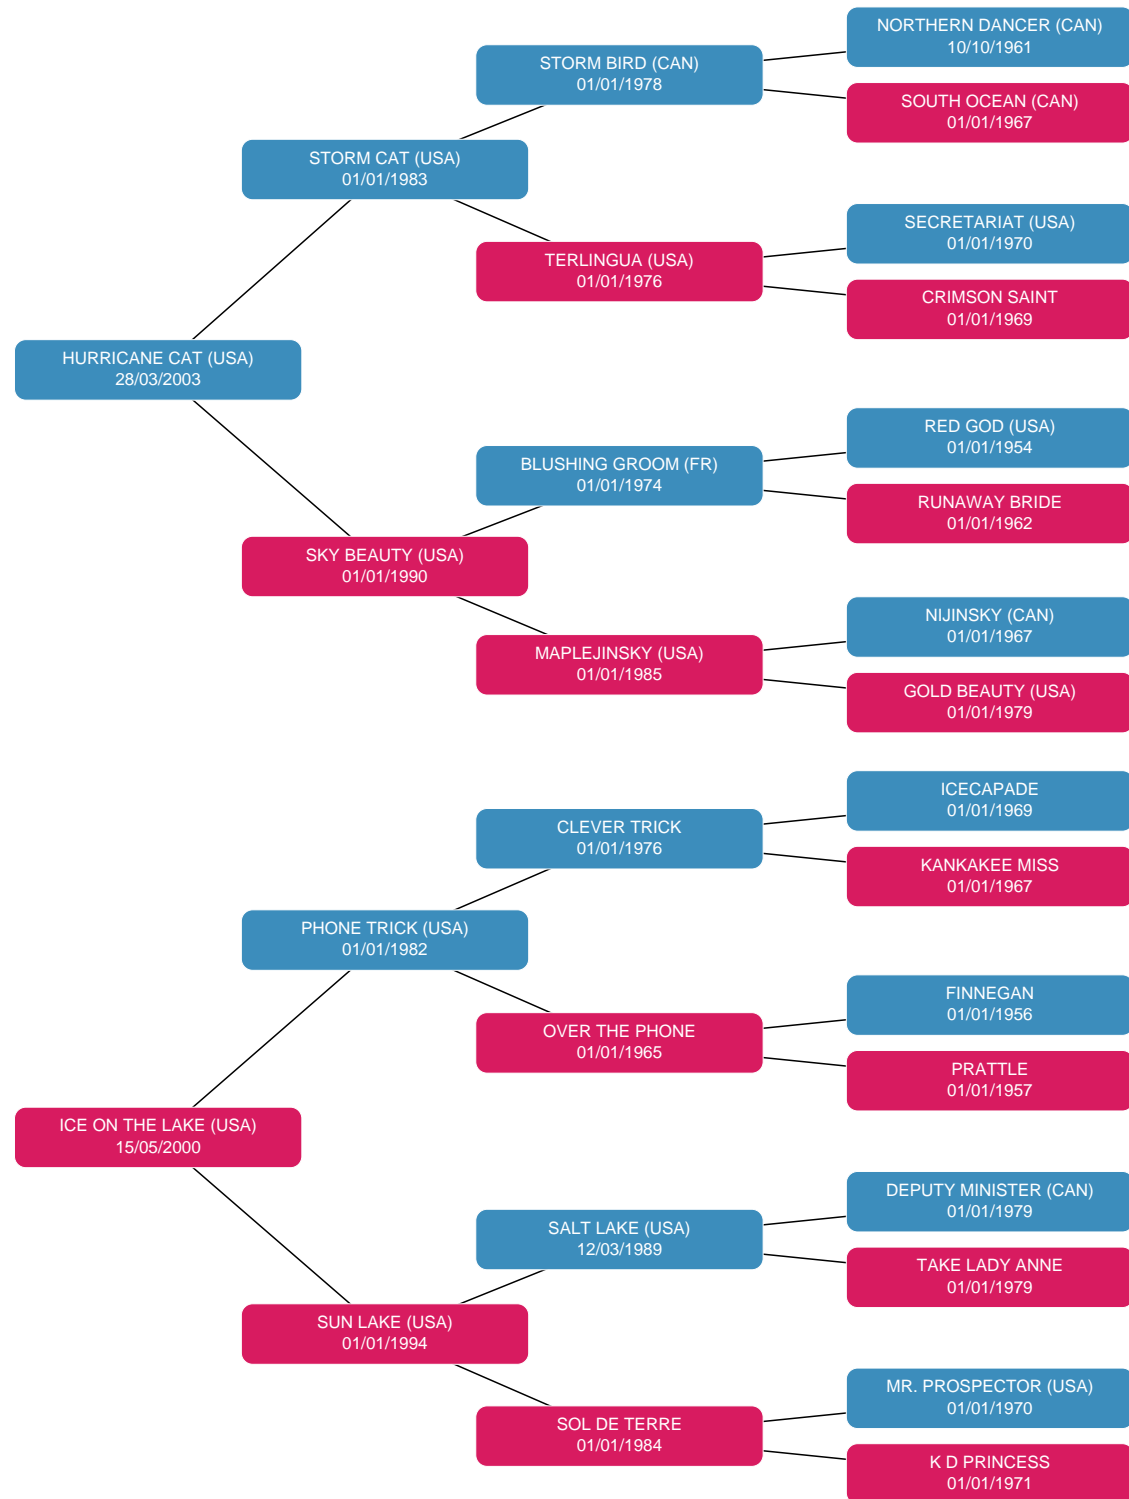 NORTHERN DANCER (CAN)
10/10/1961
STORM BIRD (CAN)
01/01/1978
SOUTH OCEAN (CAN)
01/01/1967
STORM CAT (USA)
01/01/1983
SECRETARIAT (USA)
01/01/1970
TERLINGUA (USA)
01/01/1976
CRIMSON SAINT
01/01/1969
HURRICANE CAT (USA)
28/03/2003
RED GOD (USA)
01/01/1954
BLUSHING GROOM (FR)
01/01/1974
RUNAWAY BRIDE
01/01/1962
SKY BEAUTY (USA)
01/01/1990
NIJINSKY (CAN)
01/01/1967
MAPLEJINSKY (USA)
01/01/1985
GOLD BEAUTY (USA)
01/01/1979
ICECAPADE
01/01/1969
CLEVER TRICK
01/01/1976
KANKAKEE MISS
01/01/1967
PHONE TRICK (USA)
01/01/1982
FINNEGAN
01/01/1956
OVER THE PHONE
01/01/1965
PRATTLE
01/01/1957
ICE ON THE LAKE (USA)
15/05/2000
DEPUTY MINISTER (CAN)
01/01/1979
SALT LAKE (USA)
12/03/1989
TAKE LADY ANNE
01/01/1979
SUN LAKE (USA)
01/01/1994
MR. PROSPECTOR (USA)
01/01/1970
SOL DE TERRE
01/01/1984
K D PRINCESS
01/01/1971